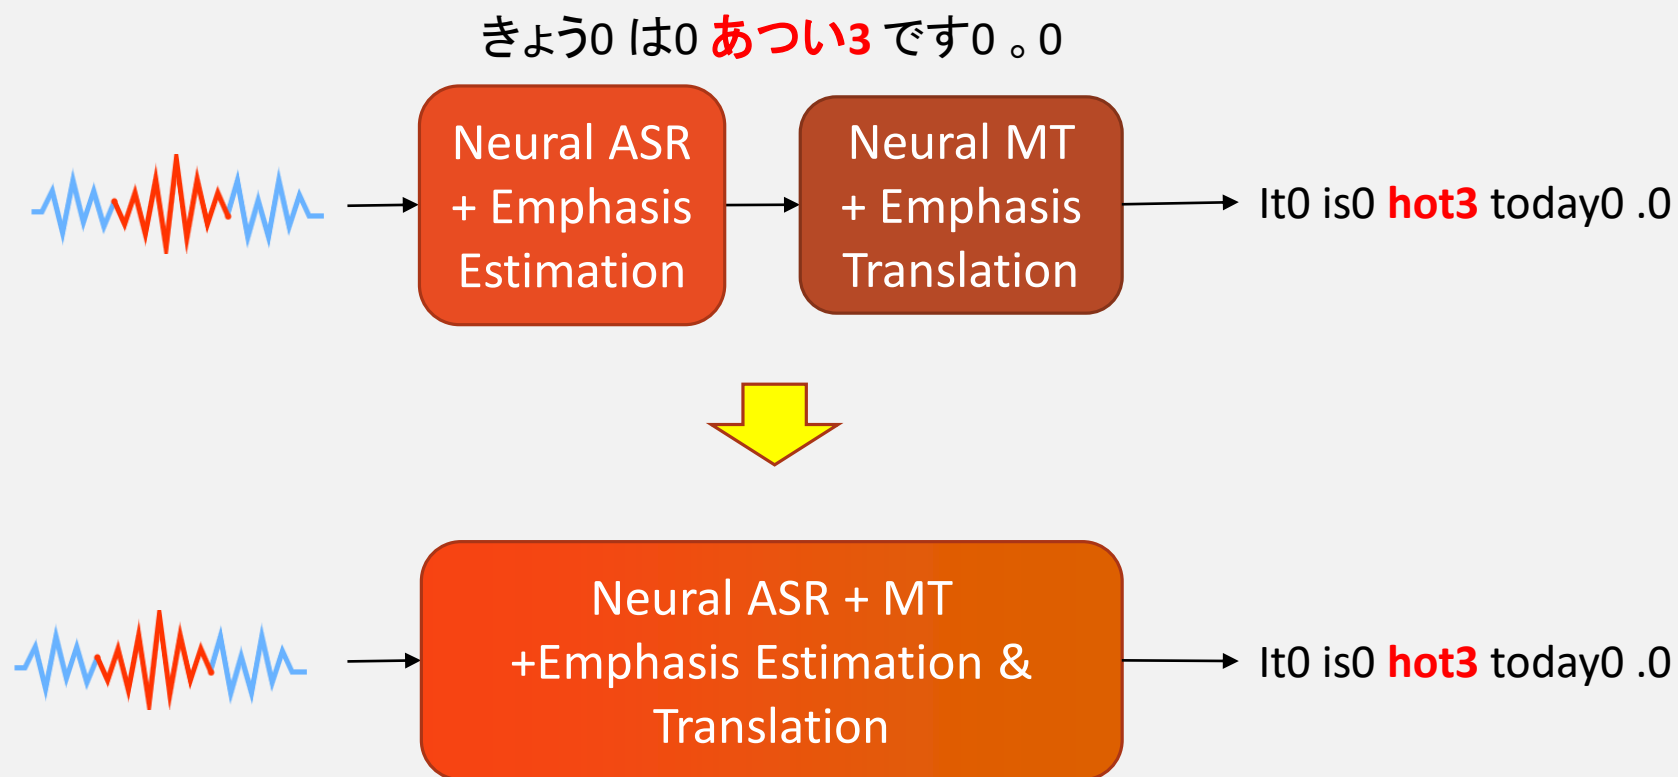 きょう0 は0 あつい3 です0 。0
Neural ASR
+ Emphasis
Estimation
Neural MT
+ Emphasis
Translation
It0 is0 hot3 today0 .0
Neural ASR + MT
+Emphasis Estimation &
Translation
It0 is0 hot3 today0 .0